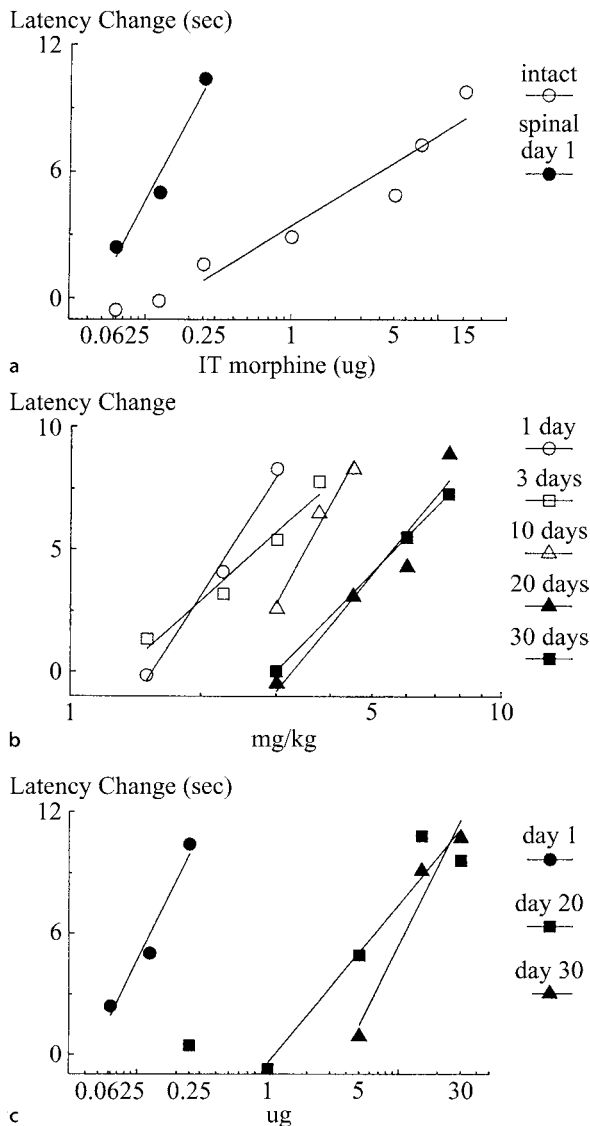 Latency Change (sec)
12
6
0
0.0625 0.25 1 5 15
IT morphine (ug)
intact
spinal
day 1
a
Latency Change
10
5
0
1 5 10
mg/kg
1 day
3 days
10 days
20 days
30 days
b
Latency Change (sec)
12
8
4
0
0.0625 0.25 1 5 30
ug
day 1
day 20
day 30
c